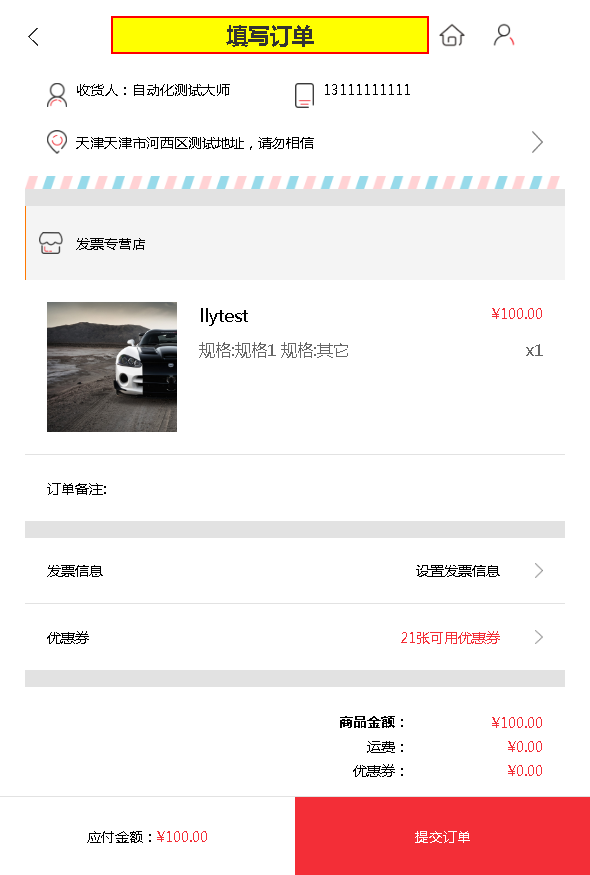 填写订单
收货人：自动化测试大师 13111111111
天津天津市河西区测试地址，请勿相信
发票专营店
llytest ¥100.00
规格:规格1 规格:其它 x1
订单备注:
发票信息 设置发票信息
优惠券 21张可用优惠券
商品金额： ¥100.00
运费： ¥0.00
优惠券： ¥0.00
应付金额：¥100.00 提交订单